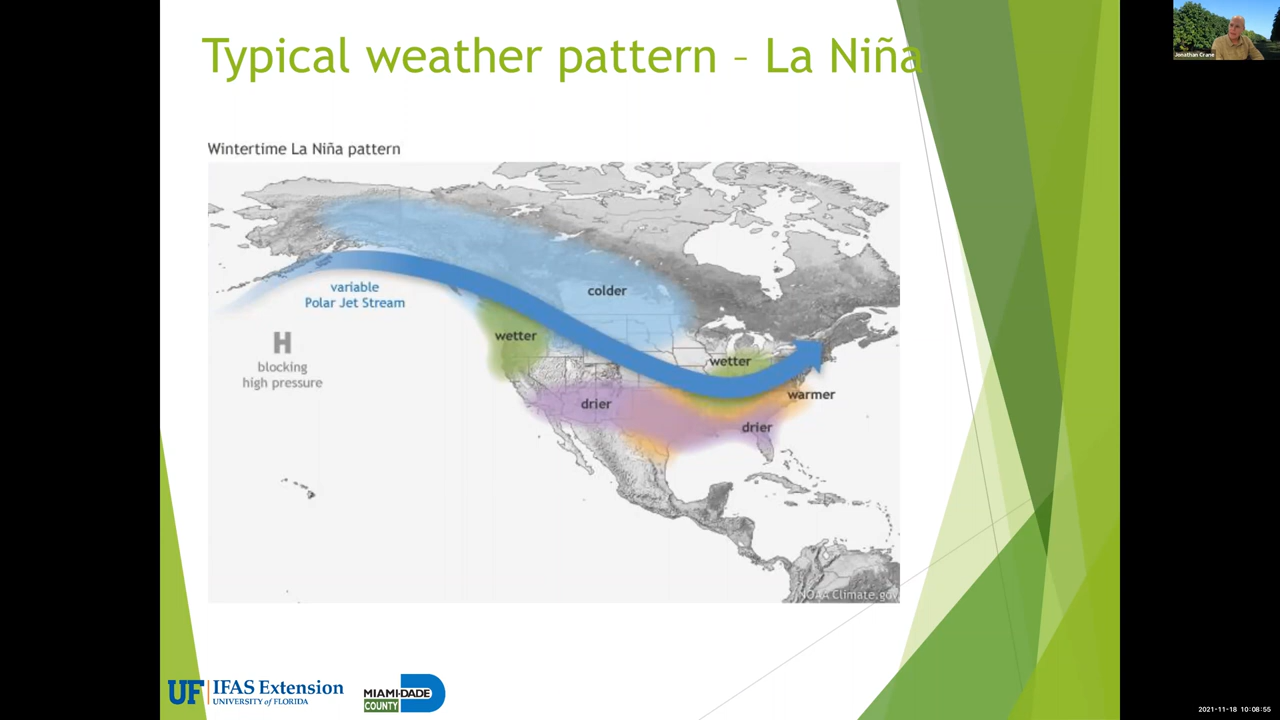 Typical weather pattern – La Niña
Jonathan Crane
Wintertime La Niña pattern
variable
Polar Jet Stream
colder
H
blocking
high pressure
wetter
wetter
warmer
drier
drier
NOAA Climate.gov
UF IFAS Extension
UNIVERSITY of FLORIDA
MIAMI-DADE
COUNTY
2021-11-18 10:08:55